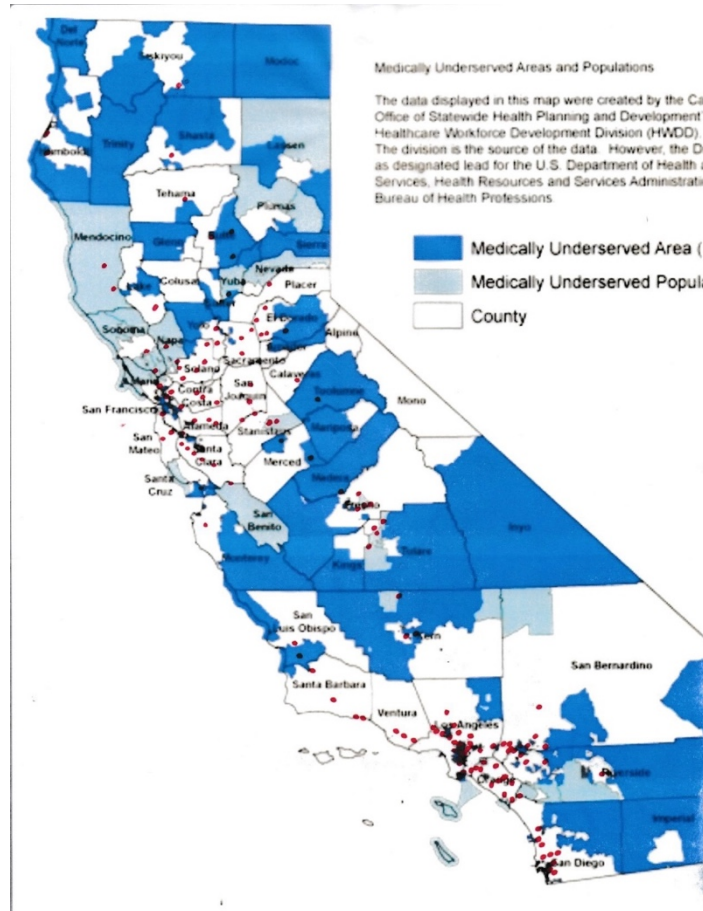 Medically Underserved Areas and Populations
The data displayed in this map were created by the Ca
Office of Statewide Health Planning and Development'
Healthcare Workforce Development Division (HWDD).
The division is the source of the data. However, the D
as designated lead for the U.S. Department of Health a
Services, Health Resources and Services Administrati
Bureau of Health Professions
Medically Underserved Area (
Medically Underserved Popula
County
Del
Norte
Siskiyou
Modoc
Humboldt
Trinity
Shasta
Lassen
Tehama
Plumas
Mendocino
Glenn
Butte
Sierra
Lake
Colusa
Yuba
Nevada
Placer
Sutter
Sonoma
Napa
Yolo
El Dorado
Alpine
Amador
Sacramento
Solano
Marin
Calaveras
Contra
Costa
San
Joaquin
Tuolumne
Mono
San Francisco
Alameda
Stanislaus
Mariposa
San
Mateo
Santa
Clara
Merced
Madera
Santa
Cruz
San
Benito
Fresno
Inyo
Monterey
Kings
Tulare
San
Luis Obispo
Kern
San Bernardino
Santa Barbara
Ventura
Los Angeles
Orange
Riverside
San Diego
Imperial